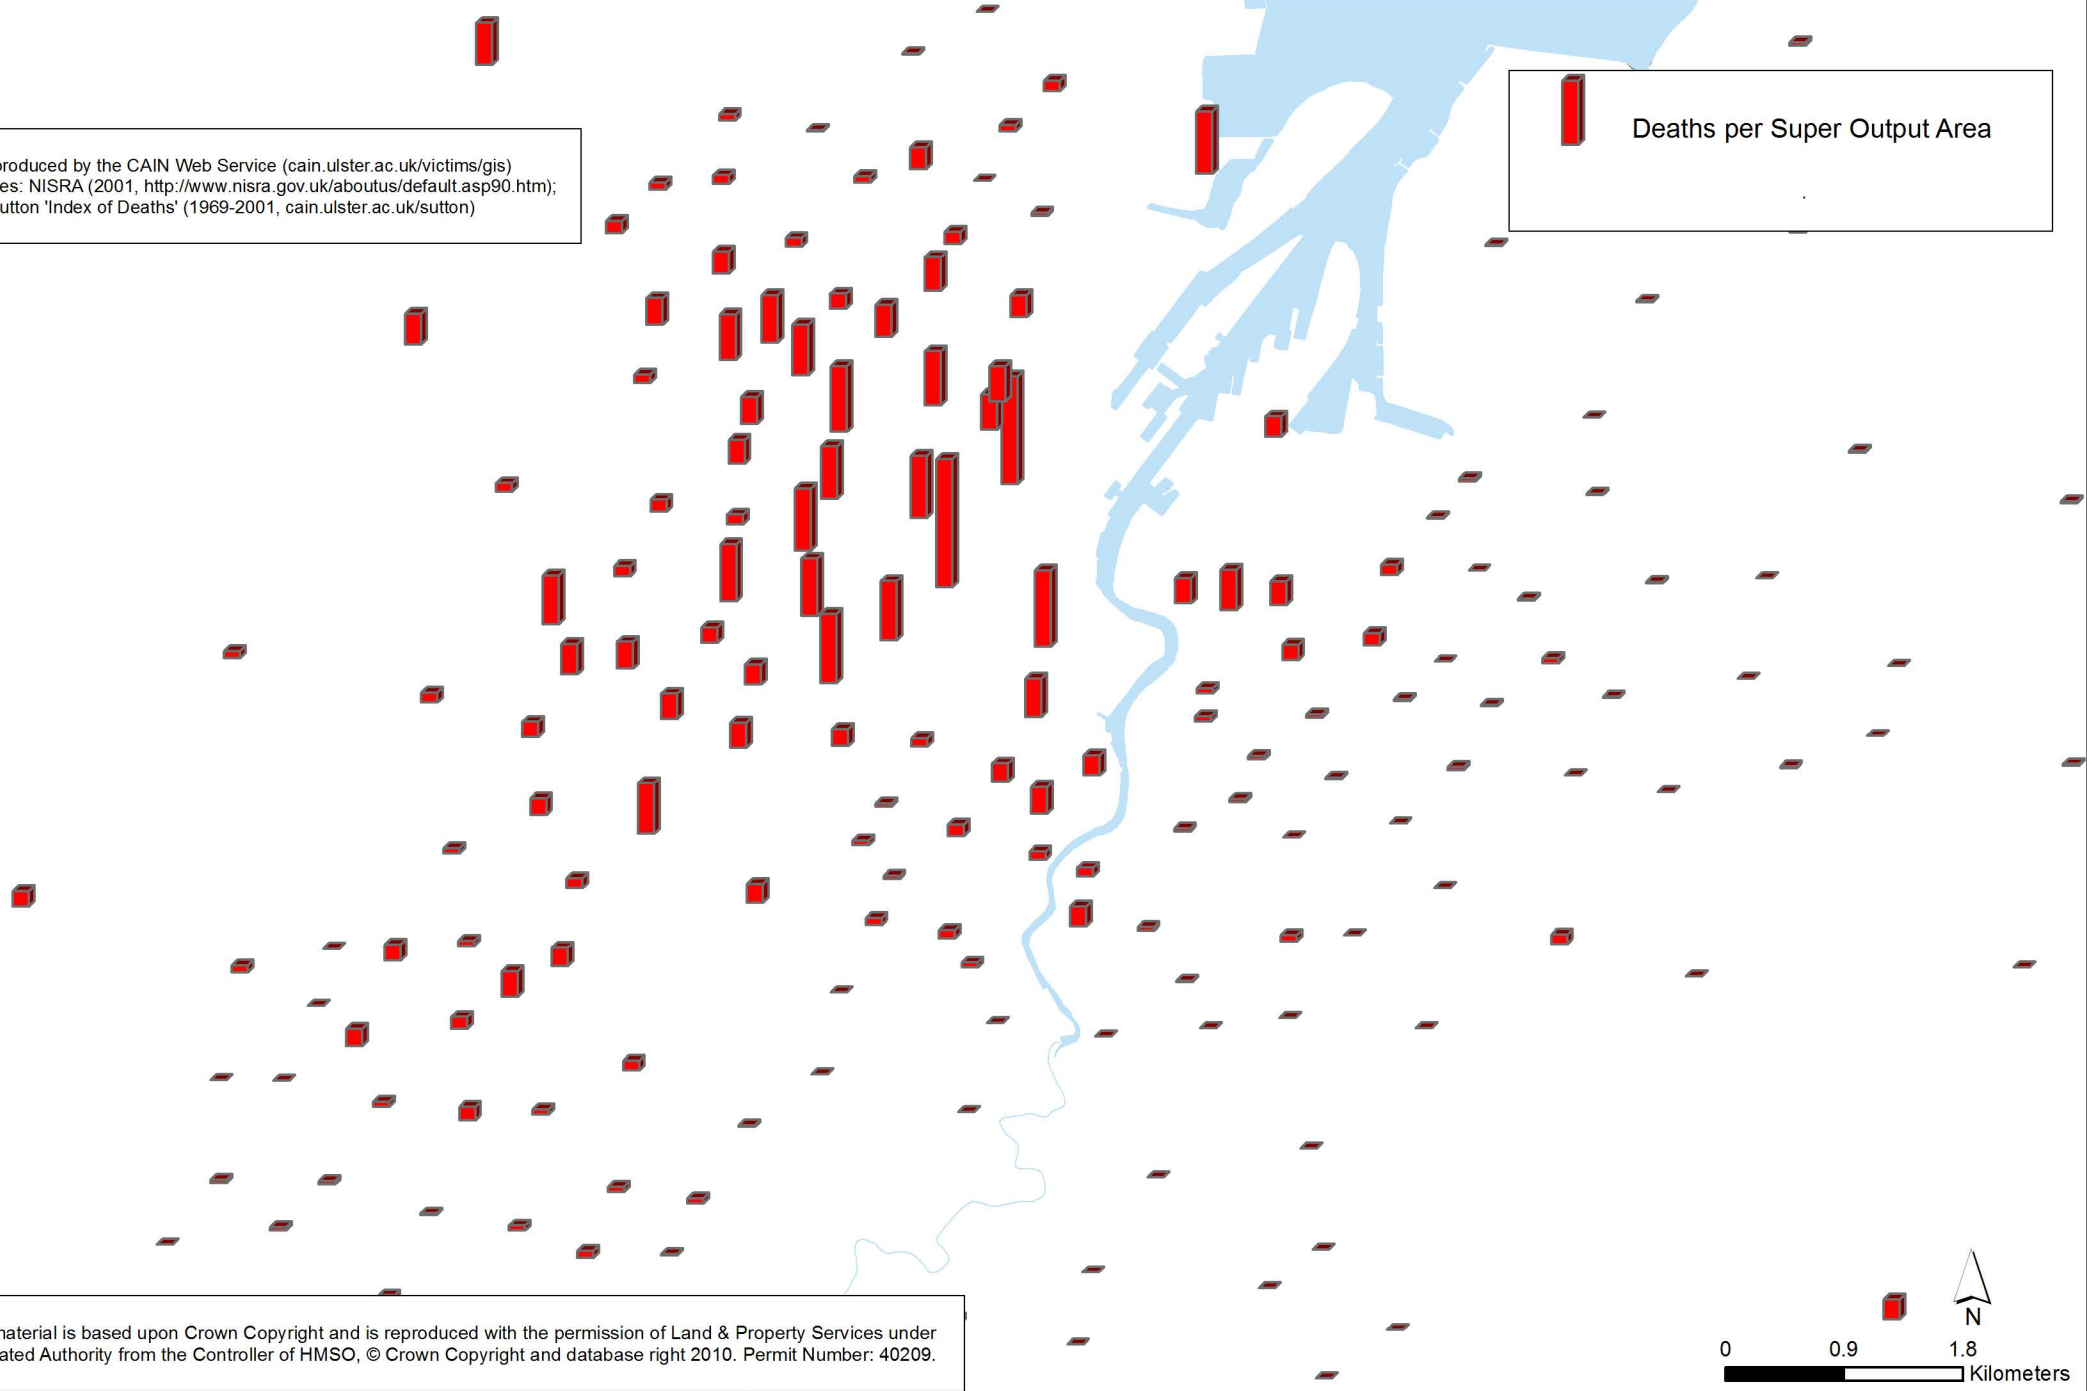 Deaths per Super Output Area
.
produced by the CAIN Web Service (cain.ulster.ac.uk/victims/gis)
es: NISRA (2001, http://www.nisra.gov.uk/aboutus/default.asp90.htm);
utton 'Index of Deaths' (1969-2001, cain.ulster.ac.uk/sutton)
naterial is based upon Crown Copyright and is reproduced with the permission of Land & Property Services under
ated Authority from the Controller of HMSO, © Crown Copyright and database right 2010. Permit Number: 40209.
N
0 0.9 1.8
Kilometers